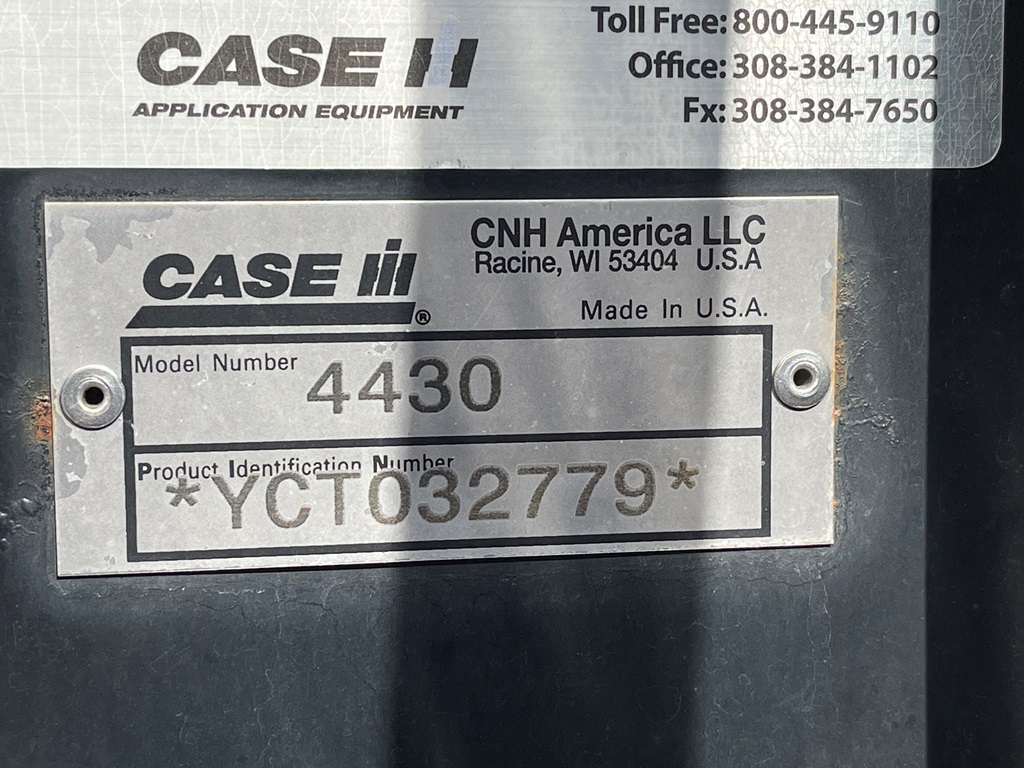 Toll Free: 800-445-9110
CASE IH
Office: 308-384-1102
APPLICATION EQUIPMENT
Fx: 308-384-7650
CNH America LLC
Racine, WI 53404 U.S.A
CASE IH
®
Made In U.S.A.
Model Number 4430
Product Identification Number
*YCT032779*